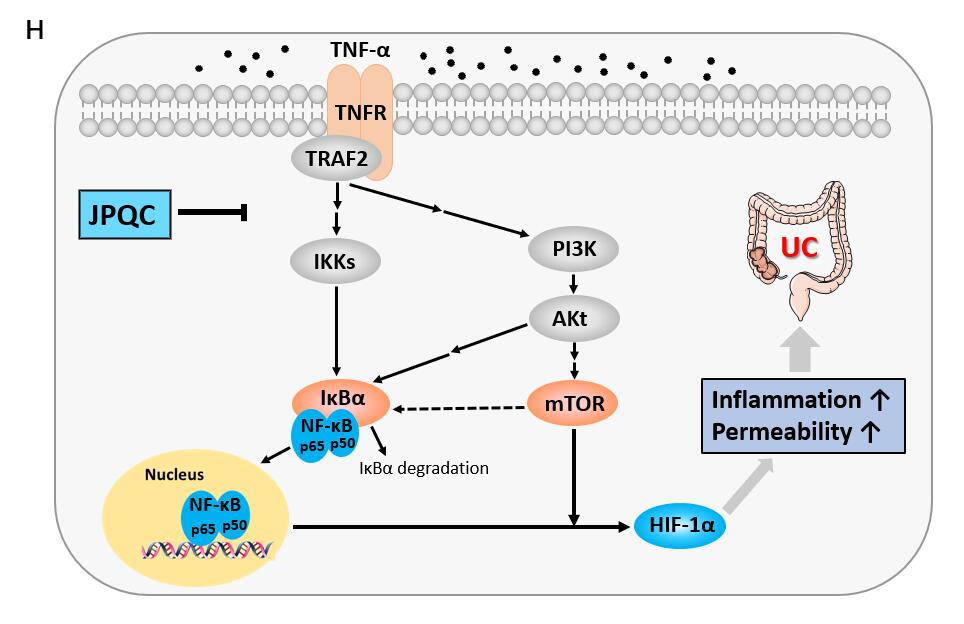 H
TNF-α
TNFR
TRAF2
JPQC
IKKs
PI3K
UC
AKt
IκBα
mTOR
Inflammation ↑
Permeability ↑
NF-κB
p65 p50
IκBα degradation
Nucleus
NF-κB
p65 p50
HIF-1α